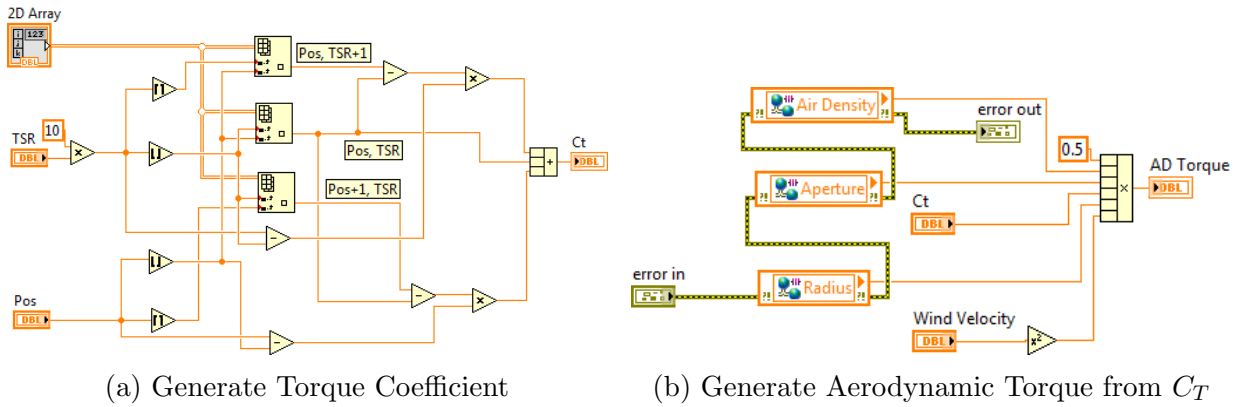 2D Array
i
j
k
123
DBL
Pos, TSR+1
10
TSR
DBL
Pos, TSR
Pos+1, TSR
Ct
DBL
Pos
DBL
Air Density
error out
0.5
AD Torque
DBL
Aperture
Ct
DBL
error in
Radius
Wind Velocity
DBL
x²
(a) Generate Torque Coefficient
(b) Generate Aerodynamic Torque from C_T